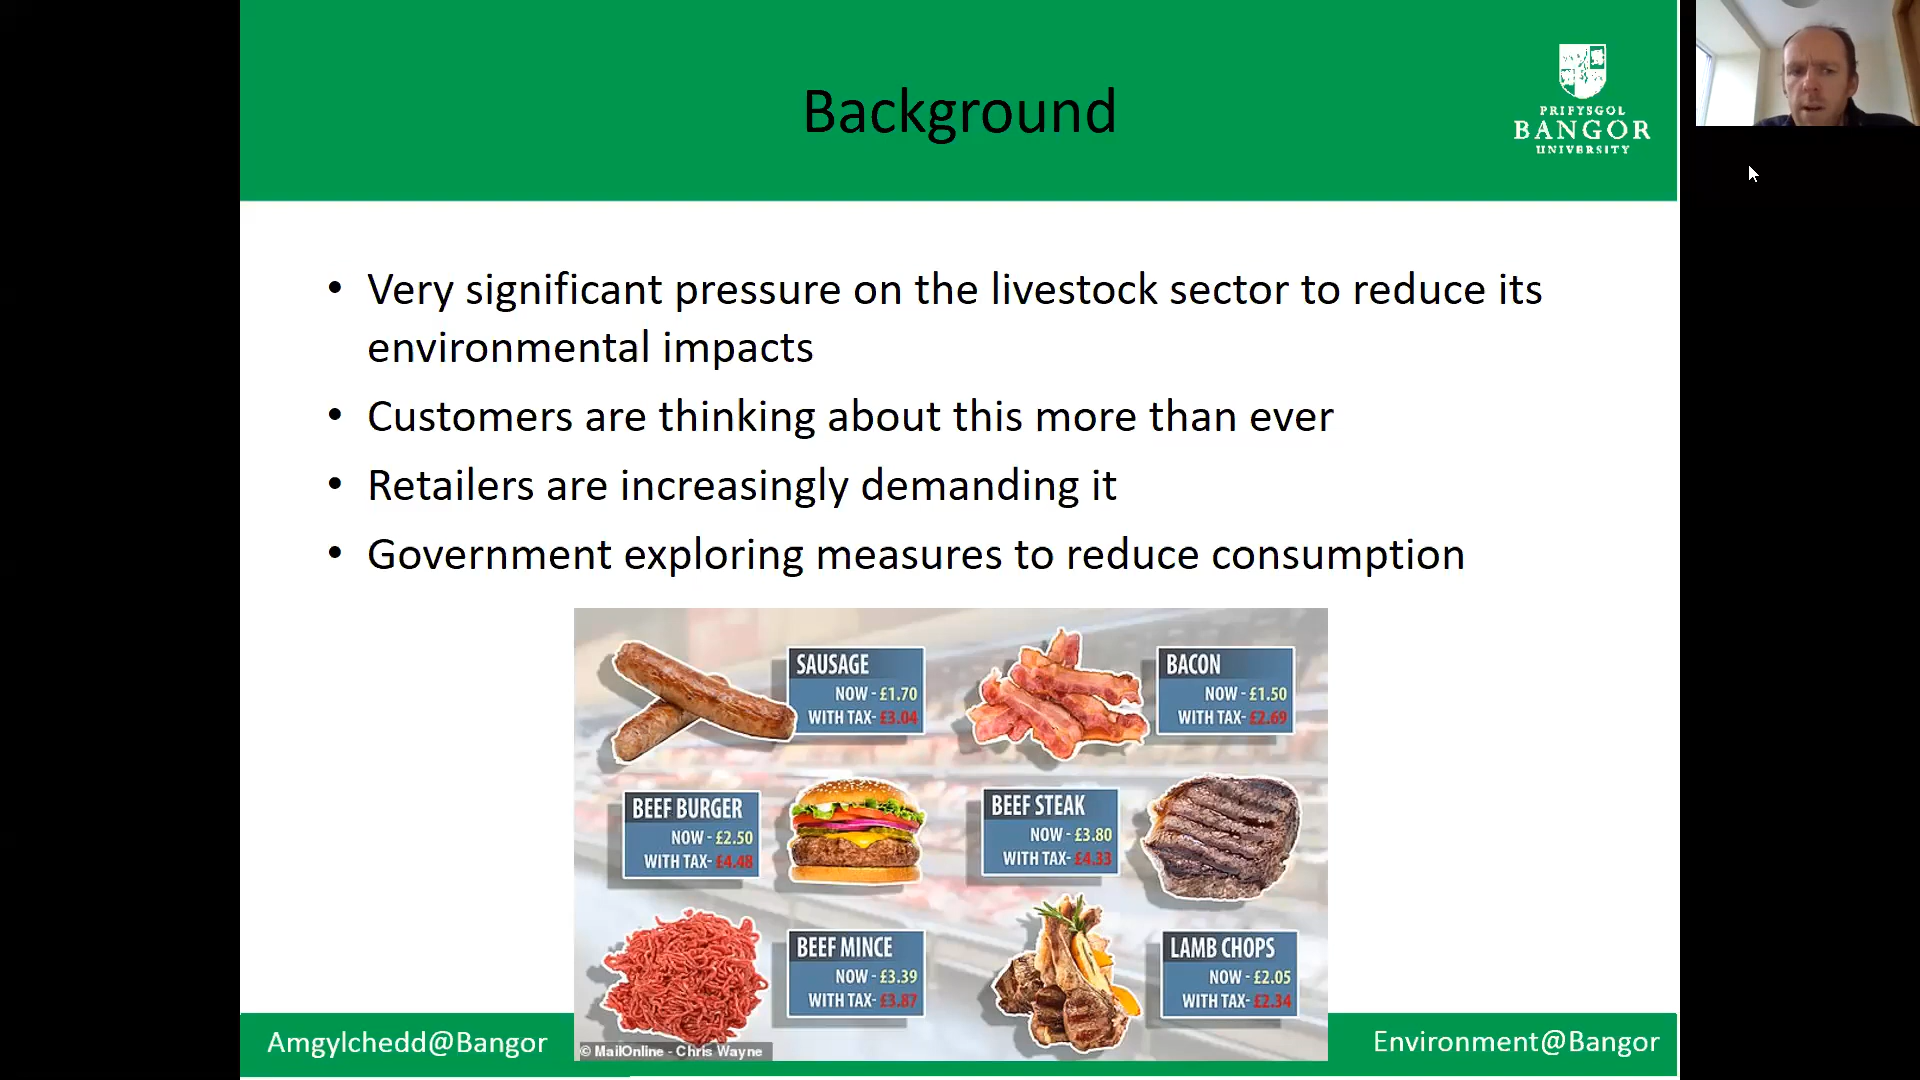 Background
PRIFYSGOL
BANGOR
UNIVERSITY
• Very significant pressure on the livestock sector to reduce its
environmental impacts
• Customers are thinking about this more than ever
• Retailers are increasingly demanding it
• Government exploring measures to reduce consumption
SAUSAGE
NOW - £1.70
WITH TAX- £3.04
BACON
NOW - £1.50
WITH TAX- £2.69
BEEF BURGER
NOW - £2.50
WITH TAX- £4.48
BEEF STEAK
NOW - £3.80
WITH TAX- £4.33
BEEF MINCE
NOW - £3.39
WITH TAX- £3.87
LAMB CHOPS
NOW - £2.05
WITH TAX- £2.34
© MailOnline - Chris Wayne
Amgylchedd@Bangor
Environment@Bangor